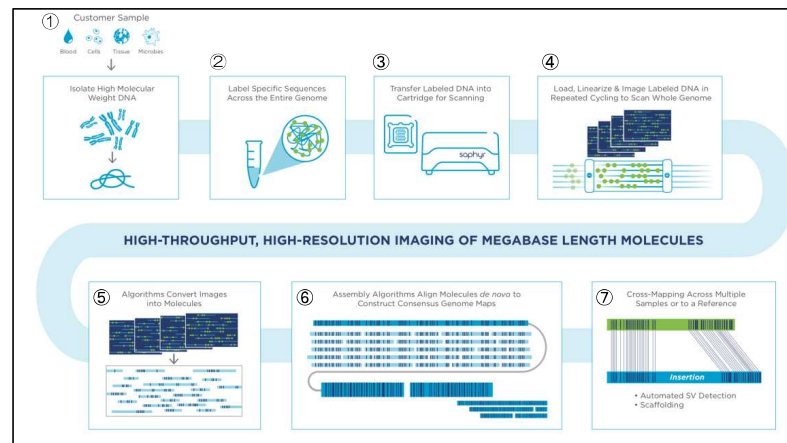 ①
Customer Sample
Blood Cells Tissue Microbes
Isolate High Molecular
Weight DNA
②
Label Specific Sequences
Across the Entire Genome
③
Transfer Labeled DNA into
Cartridge for Scanning
saphyr
④
Load, Linearize & Image Labeled DNA in
Repeated Cycling to Scan Whole Genome
HIGH-THROUGHPUT, HIGH-RESOLUTION IMAGING OF MEGABASE LENGTH MOLECULES
⑤
Algorithms Convert Images
into Molecules
⑥
Assembly Algorithms Align Molecules de novo to
Construct Consensus Genome Maps
⑦
Cross-Mapping Across Multiple
Samples or to a Reference
Insertion
• Automated SV Detection
• Scaffolding